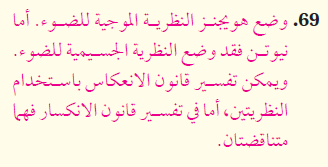 69. وضع هويجنز النظرية الموجية للضوء. أما
نيوتن فقد وضع النظرية الجسيمية للضوء.
ويمكن تفسير قانون الانعكاس باستخدام
النظريتين، أما في تفسير قانون الانكسار فهما
متناقضتان.